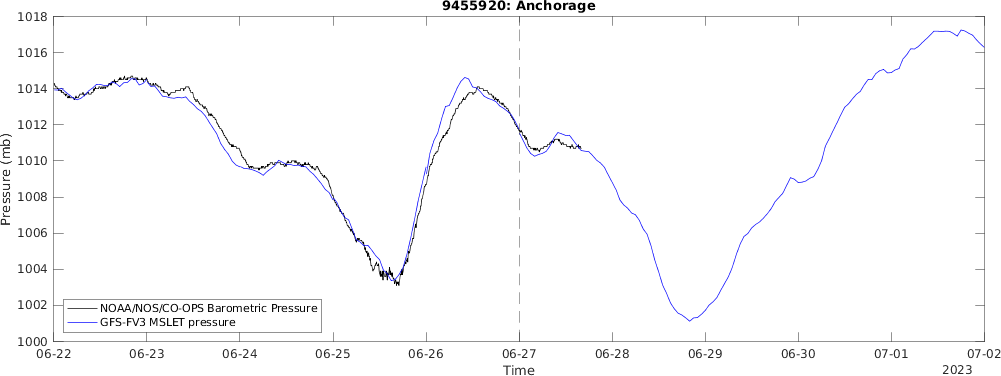 9455920: Anchorage
Pressure (mb)
1018
1016
1014
1012
1010
1008
1006
1004
1002
1000
NOAA/NOS/CO-OPS Barometric Pressure
GFS-FV3 MSLET pressure
06-22 06-23 06-24 06-25 06-26 06-27 06-28 06-29 06-30 07-01 07-02
Time
2023